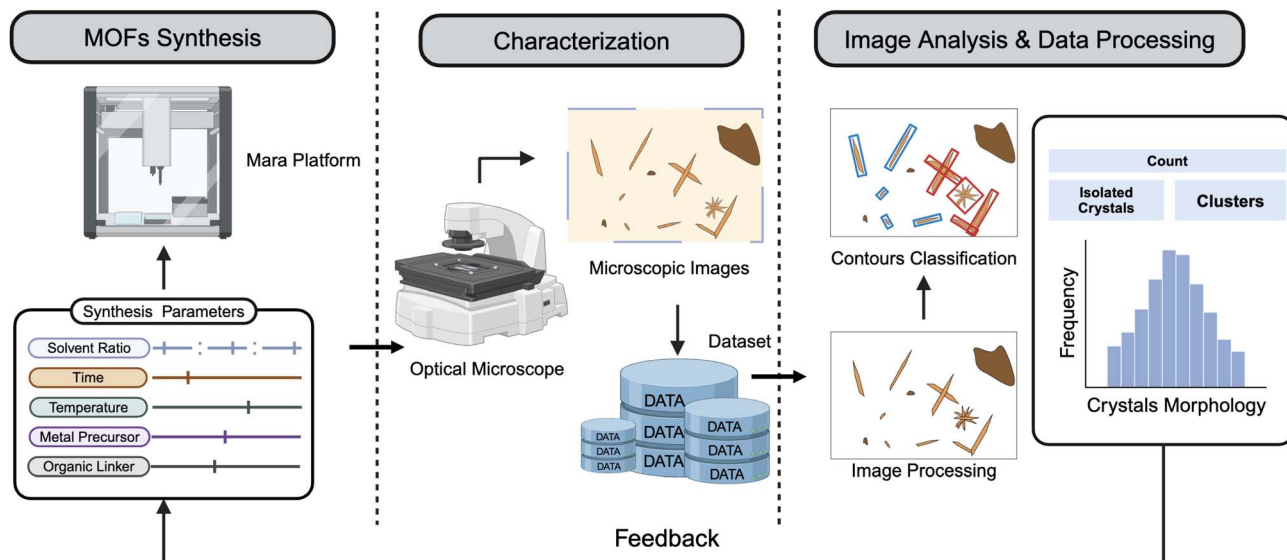 MOFs Synthesis
Mara Platform
Synthesis Parameters
Solvent Ratio
Time
Temperature
Metal Precursor
Organic Linker
Characterization
Microscopic Images
Optical Microscope
Dataset
DATA
DATA
DATA
DATA
DATA
DATA
DATA
DATA
DATA
Image Analysis & Data Processing
Contours Classification
Image Processing
Count
Isolated
Crystals
Clusters
Frequency
Crystals Morphology
Feedback